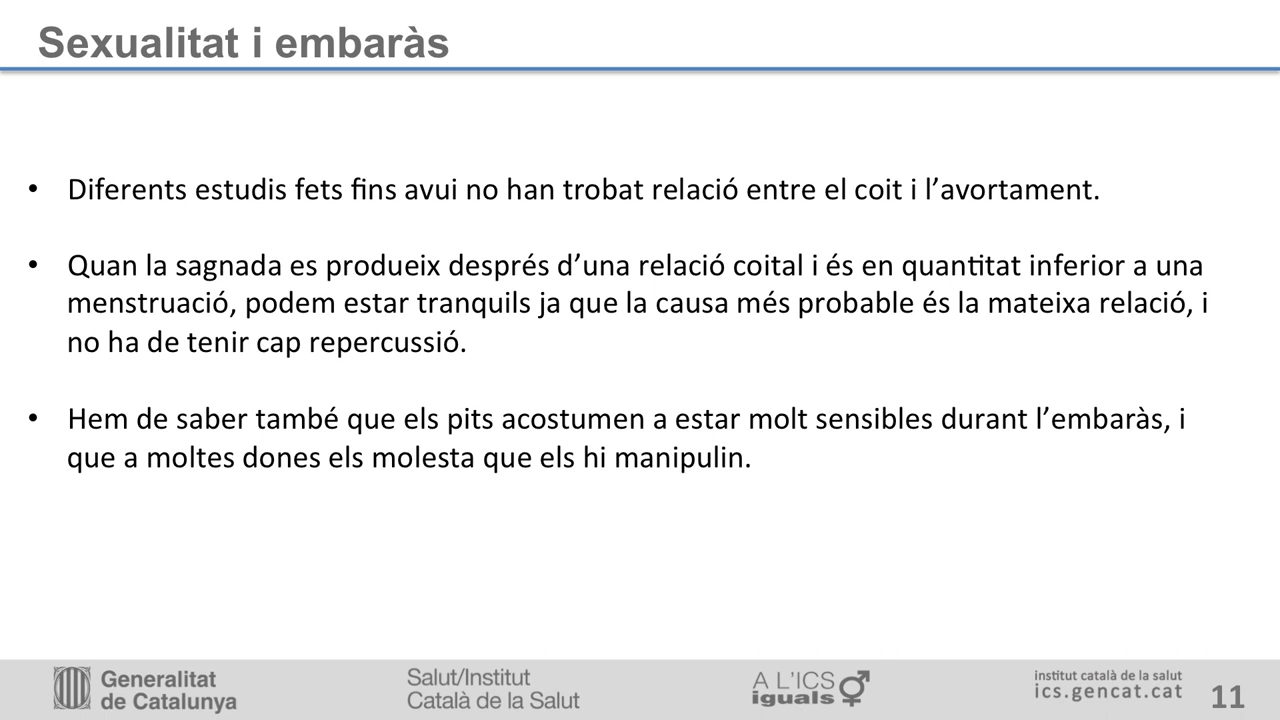 Sexualitat i embaràs
• Diferents estudis fets fins avui no han trobat relació entre el coit i l’avortament.
• Quan la sagnada es produeix després d’una relació coital i és en quantitat inferior a una
menstruació, podem estar tranquils ja que la causa més probable és la mateixa relació, i
no ha de tenir cap repercussió.
• Hem de saber també que els pits acostumen a estar molt sensibles durant l’embaràs, i
que a moltes dones els molesta que els hi manipulin.
Generalitat
de Catalunya
Salut/Institut
Català de la Salut
A L'ICS
iguals
institut català de la salut
ics.gencat.cat
11